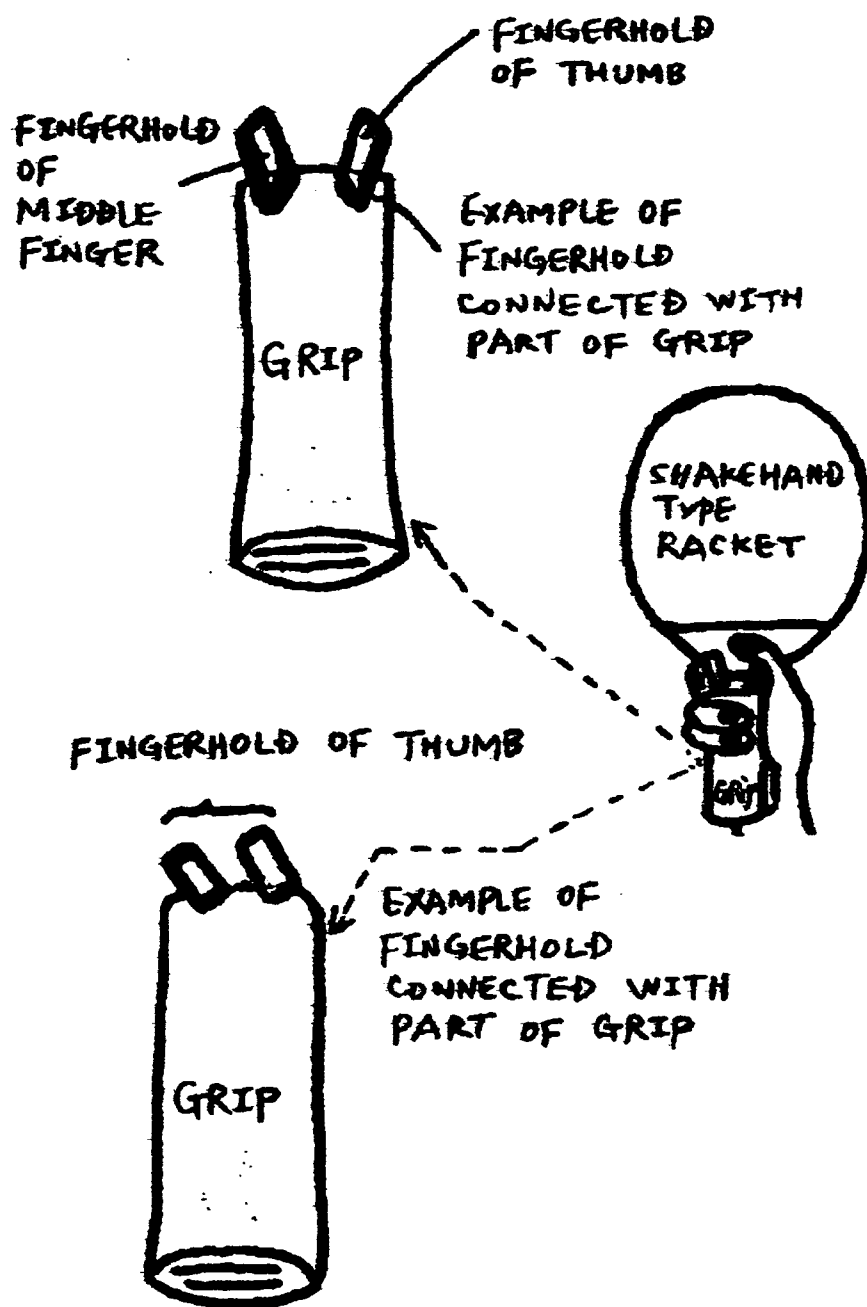 FINGERHOLD
OF THUMB
FINGERHOLD
OF
MIDDLE
FINGER
EXAMPLE OF
FINGERHOLD
CONNECTED WITH
PART OF GRIP
GRIP
SHAKEHAND
TYPE
RACKET
GRIP
FINGERHOLD OF THUMB
EXAMPLE OF
FINGERHOLD
CONNECTED WITH
PART OF GRIP
GRIP